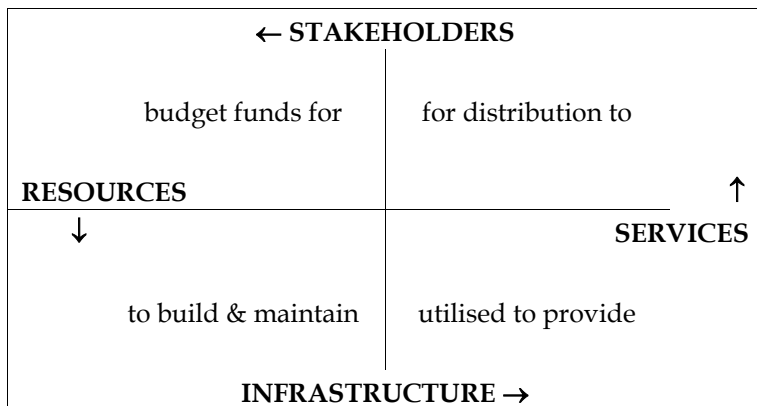 ← STAKEHOLDERS
budget funds for
for distribution to
RESOURCES
↑
↓
SERVICES
to build & maintain
utilised to provide
INFRASTRUCTURE →